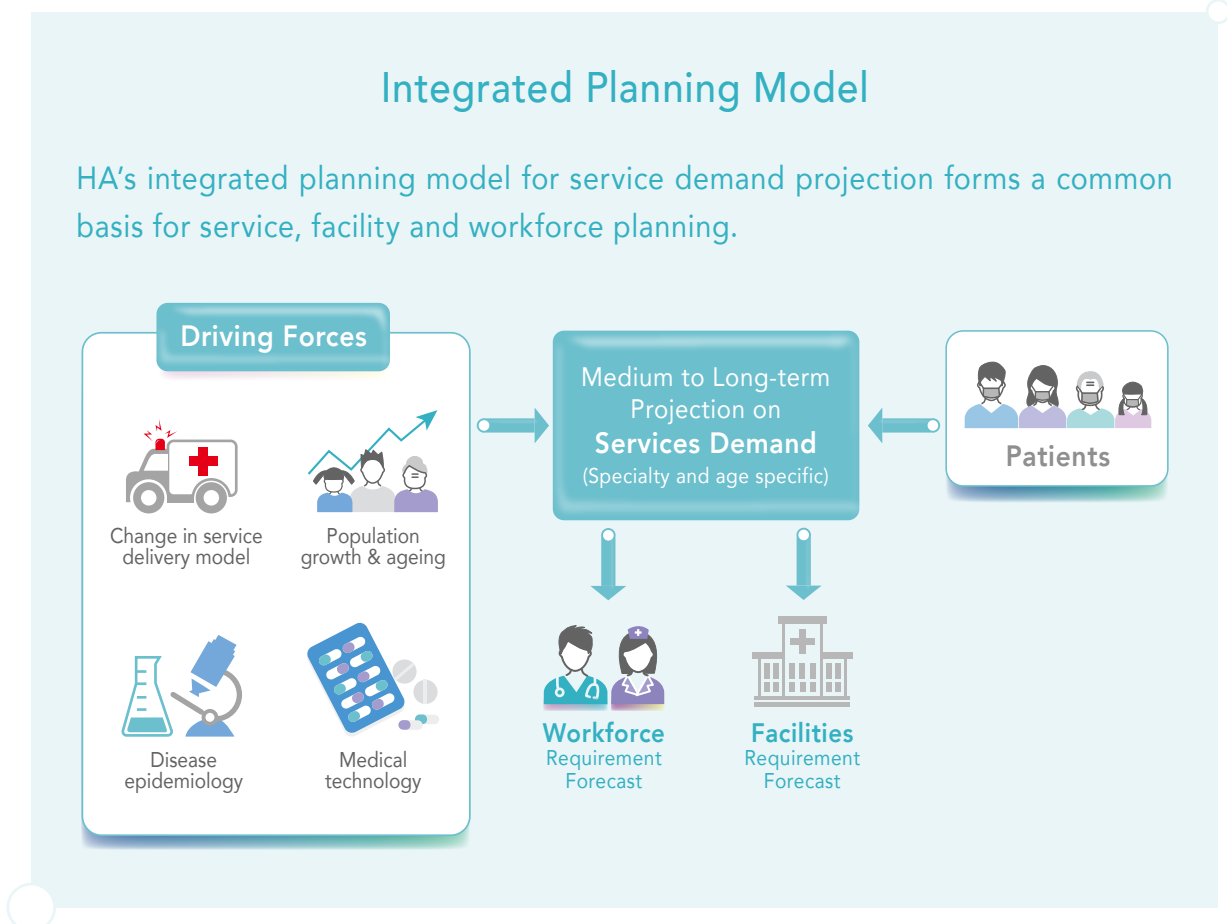 Integrated Planning Model
HA’s integrated planning model for service demand projection forms a common
basis for service, facility and workforce planning.
Driving Forces
Change in service
delivery model
Population
growth & ageing
Disease
epidemiology
Medical
technology
Medium to Long-term
Projection on
Services Demand
(Specialty and age specific)
Patients
Workforce
Requirement
Forecast
Facilities
Requirement
Forecast